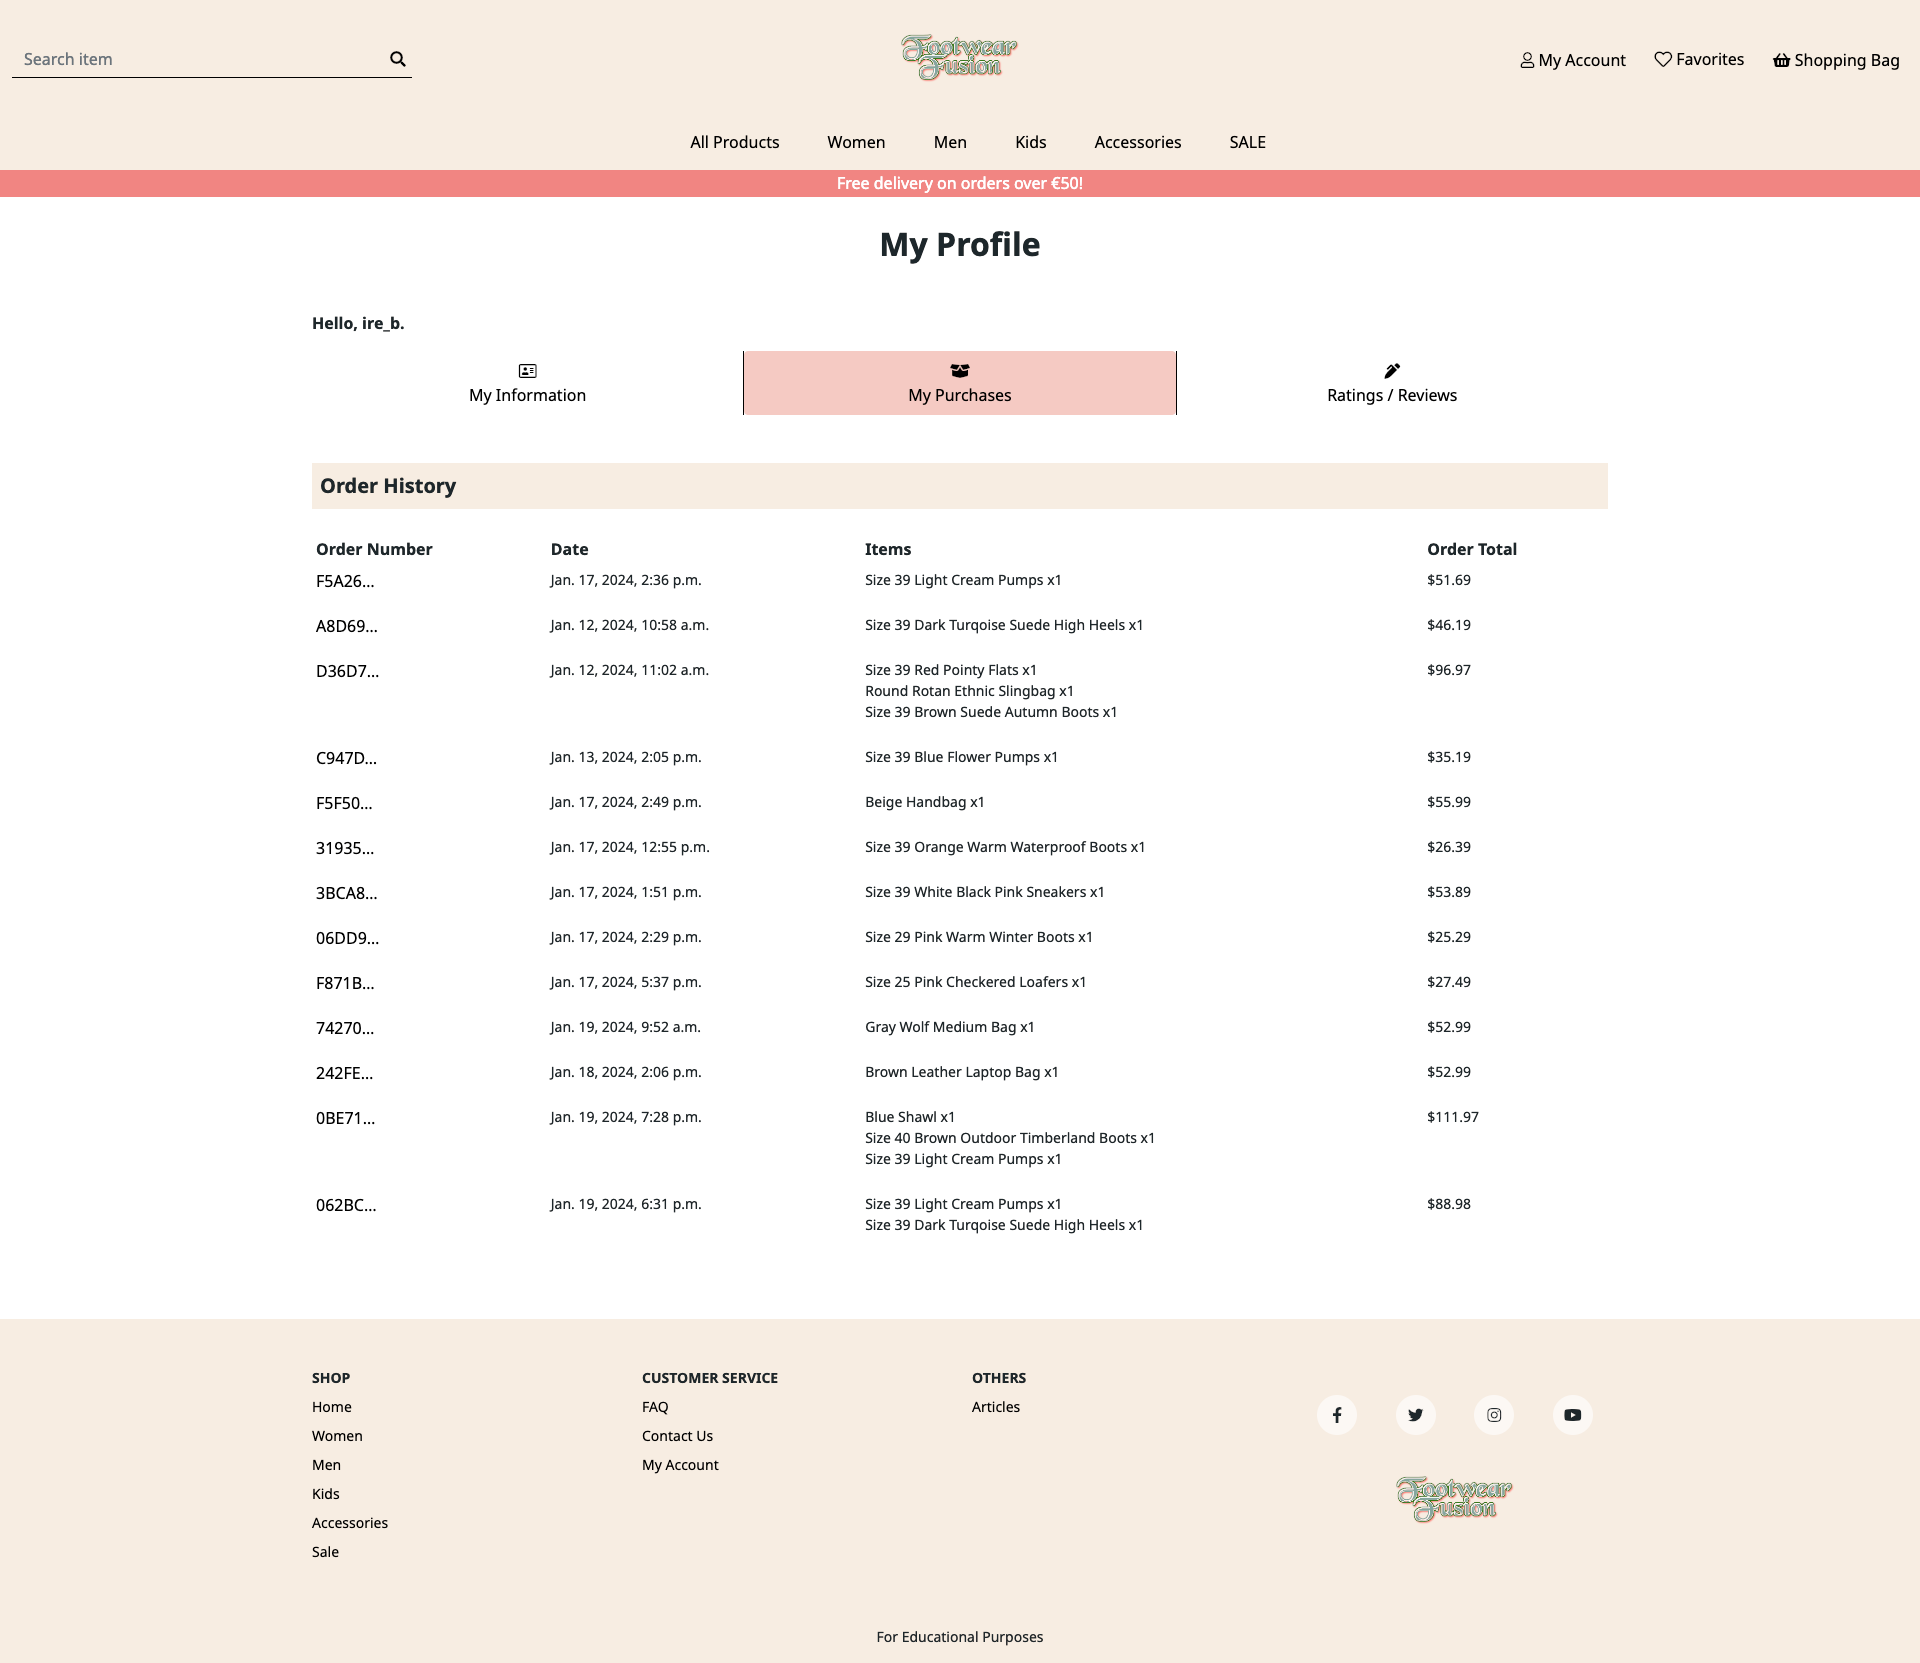 Search item
Footwear
Fusion
My Account
Favorites
Shopping Bag
All Products
Women
Men
Kids
Accessories
SALE
Free delivery on orders over €50!
My Profile
Hello, ire_b.
My Information
My Purchases
Ratings / Reviews
Order History
Order Number Date Items Order Total
F5A26... Jan. 17, 2024, 2:36 p.m. Size 39 Light Cream Pumps x1 $51.69
A8D69... Jan. 12, 2024, 10:58 a.m. Size 39 Dark Turqoise Suede High Heels x1 $46.19
D36D7... Jan. 12, 2024, 11:02 a.m. Size 39 Red Pointy Flats x1 $96.97
Round Rotan Ethnic Slingbag x1
Size 39 Brown Suede Autumn Boots x1
C947D... Jan. 13, 2024, 2:05 p.m. Size 39 Blue Flower Pumps x1 $35.19
F5F50... Jan. 17, 2024, 2:49 p.m. Beige Handbag x1 $55.99
31935... Jan. 17, 2024, 12:55 p.m. Size 39 Orange Warm Waterproof Boots x1 $26.39
3BCA8... Jan. 17, 2024, 1:51 p.m. Size 39 White Black Pink Sneakers x1 $53.89
06DD9... Jan. 17, 2024, 2:29 p.m. Size 29 Pink Warm Winter Boots x1 $25.29
F871B... Jan. 17, 2024, 5:37 p.m. Size 25 Pink Checkered Loafers x1 $27.49
74270... Jan. 19, 2024, 9:52 a.m. Gray Wolf Medium Bag x1 $52.99
242FE... Jan. 18, 2024, 2:06 p.m. Brown Leather Laptop Bag x1 $52.99
0BE71... Jan. 19, 2024, 7:28 p.m. Blue Shawl x1 $111.97
Size 40 Brown Outdoor Timberland Boots x1
Size 39 Light Cream Pumps x1
062BC... Jan. 19, 2024, 6:31 p.m. Size 39 Light Cream Pumps x1 $88.98
Size 39 Dark Turqoise Suede High Heels x1
SHOP
Home
Women
Men
Kids
Accessories
Sale
CUSTOMER SERVICE
FAQ
Contact Us
My Account
OTHERS
Articles
Footwear
Fusion
For Educational Purposes